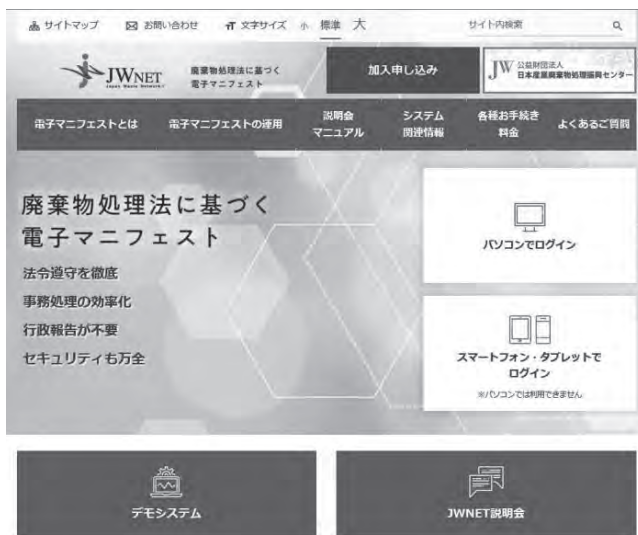 サイトマップ
お問い合わせ
文字サイズ 小 標準 大
サイト内検索
JWNET
Japan Waste Network
廃棄物処理法に基づく
電子マニフェスト
加入申し込み
JW 公益財団法人
日本産業廃棄物処理振興センター
電子マニフェストとは
電子マニフェストの運用
説明会
マニュアル
システム
関連情報
各種お手続き
料金
よくあるご質問
廃棄物処理法に基づく
電子マニフェスト
法令遵守を徹底
事務処理の効率化
行政報告が不要
セキュリティも万全
パソコンでログイン
スマートフォン・タブレットで
ログイン
※パソコンでは利用できません
デモシステム
JWNET説明会